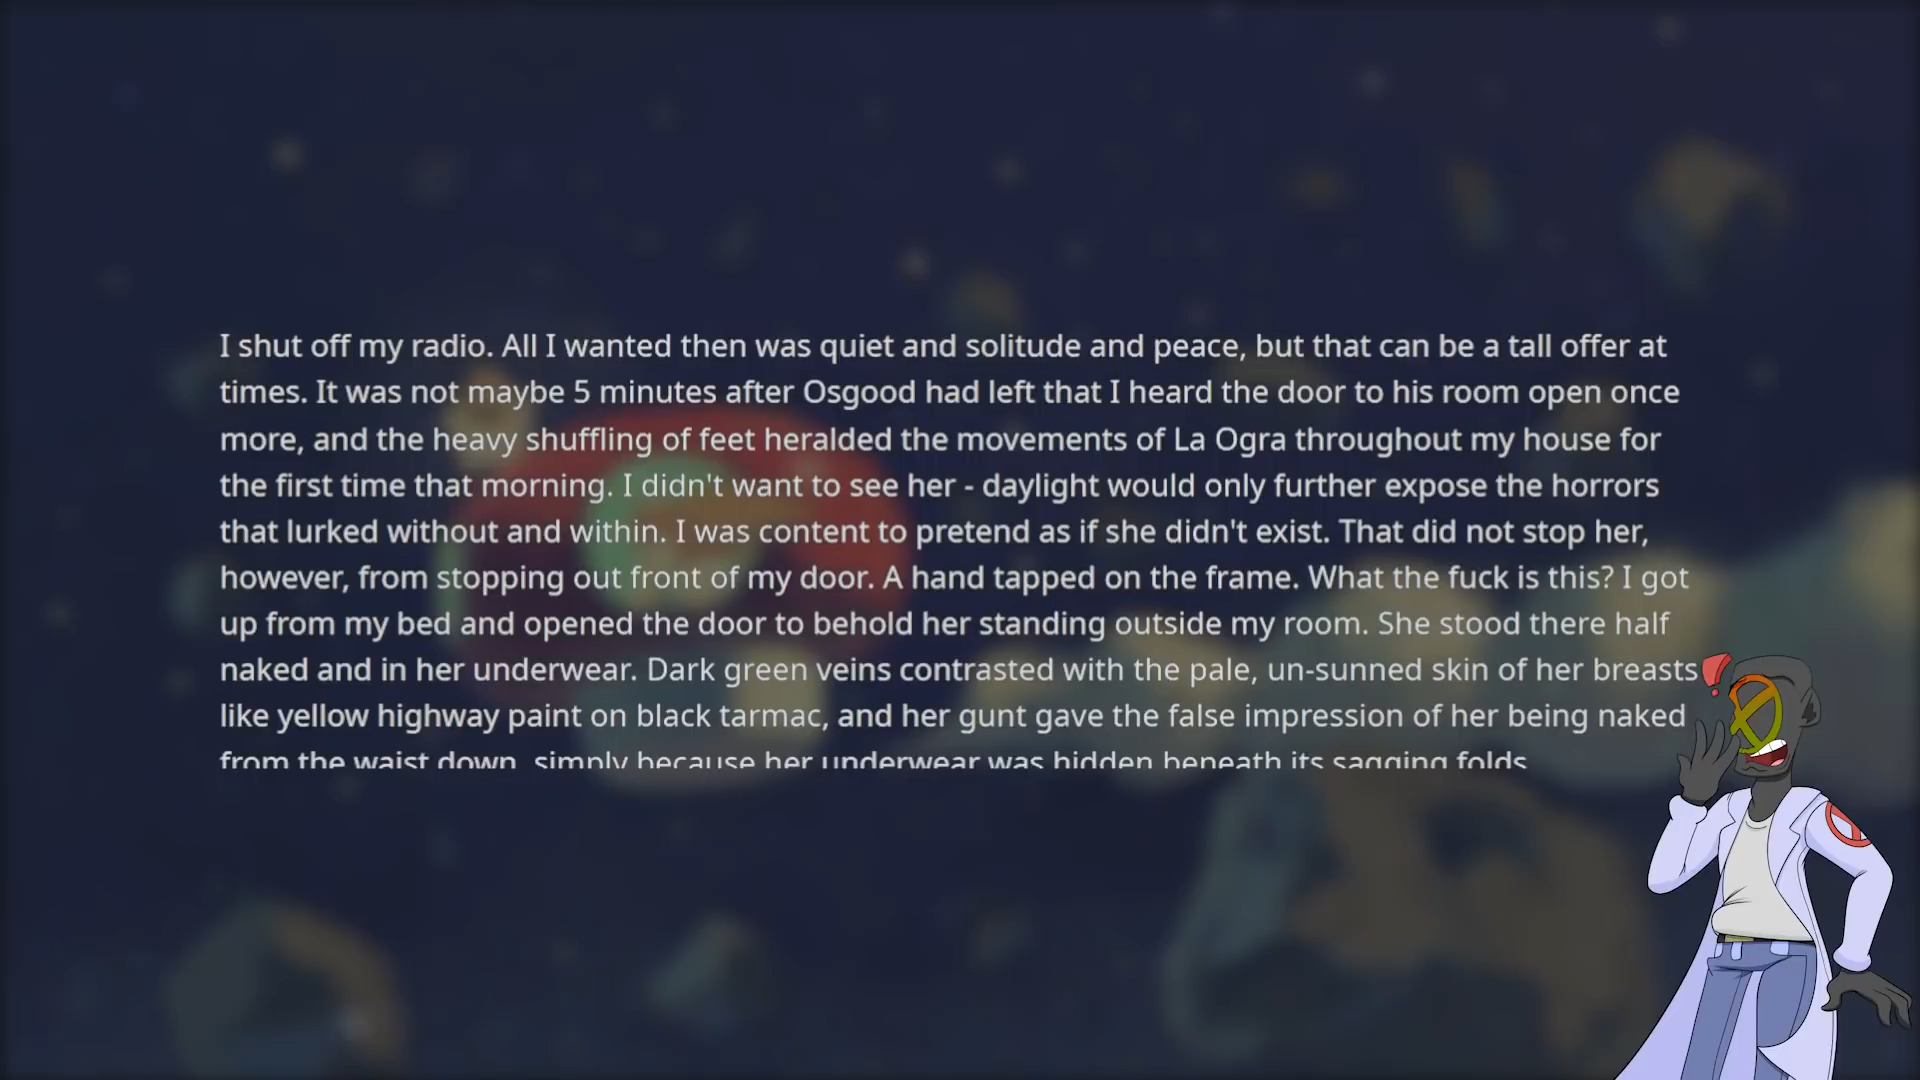 I shut off my radio. All I wanted then was quiet and solitude and peace, but that can be a tall offer at
times. It was not maybe 5 minutes after Osgood had left that I heard the door to his room open once
more, and the heavy shuffling of feet heralded the movements of La Ogra throughout my house for
the first time that morning. I didn't want to see her - daylight would only further expose the horrors
that lurked without and within. I was content to pretend as if she didn't exist. That did not stop her,
however, from stopping out front of my door. A hand tapped on the frame. What the fuck is this? I got
up from my bed and opened the door to behold her standing outside my room. She stood there half
naked and in her underwear. Dark green veins contrasted with the pale, un-sunned skin of her breasts
like yellow highway paint on black tarmac, and her gunt gave the false impression of her being naked
from the waist down, simply because her underwear was hidden beneath its sagging folds